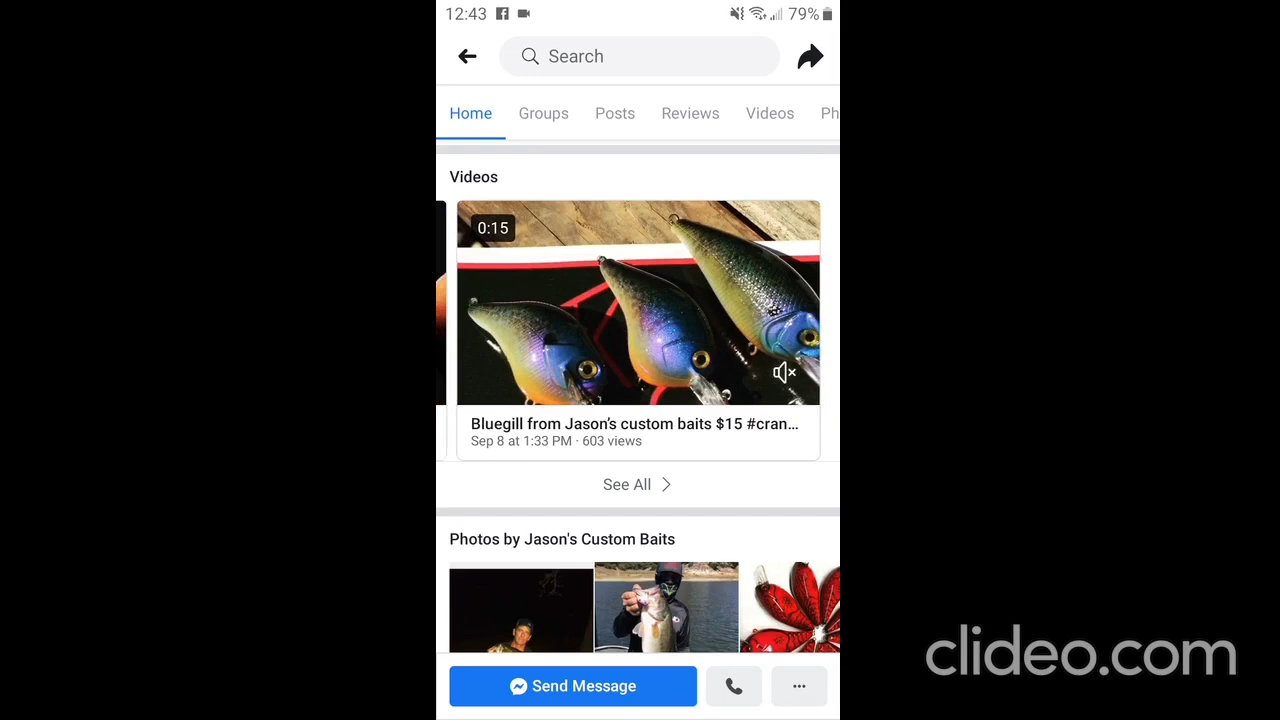 12:43
79%
Search
Home Groups Posts Reviews Videos Ph
Videos
0:15
Bluegill from Jason's custom baits $15 #cran...
Sep 8 at 1:33 PM · 603 views
See All
Photos by Jason's Custom Baits
Send Message
clideo.com